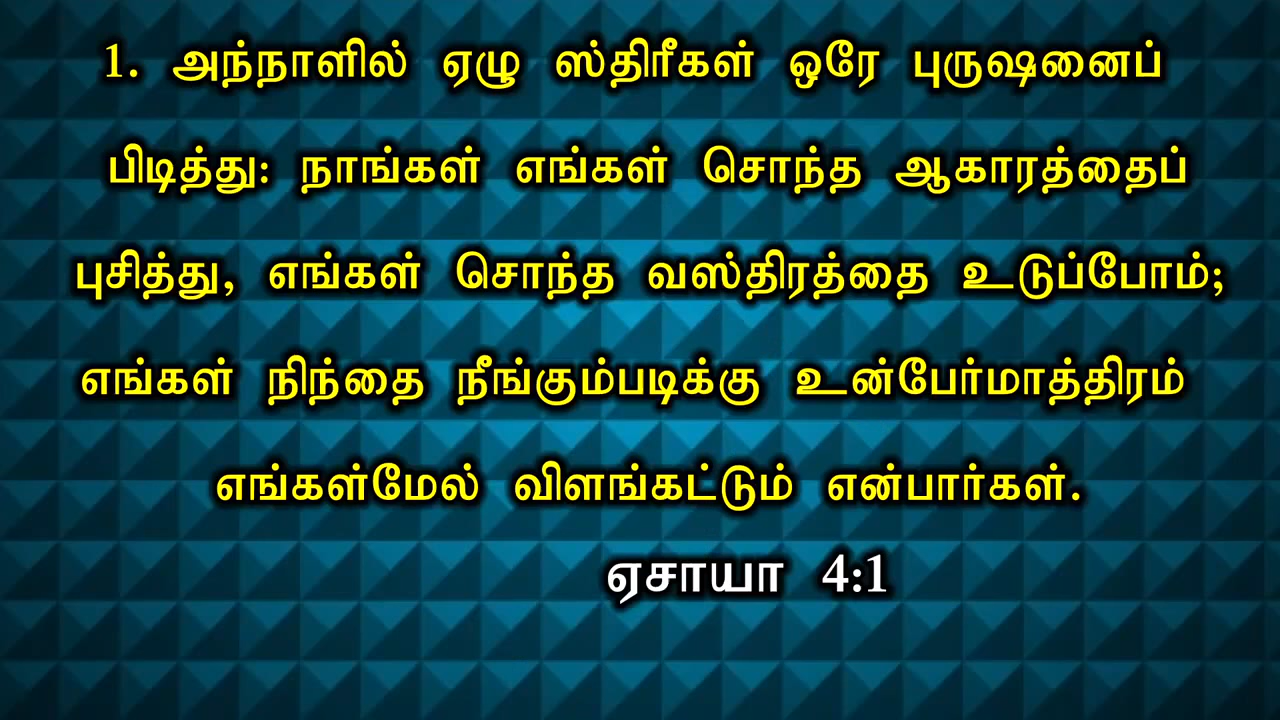 1. அந்நாளில் ஏழு ஸ்திரீகள் ஒரே புருஷனைப்
பிடித்து: நாங்கள் எங்கள் சொந்த ஆகாரத்தைப்
புசித்து, எங்கள் சொந்த வஸ்திரத்தை உடுப்போம்;
எங்கள் நிந்தை நீங்கும்படிக்கு உன்பேர்மாத்திரம்
எங்கள்மேல் விளங்கட்டும் என்பார்கள்.
ஏசாயா 4:1